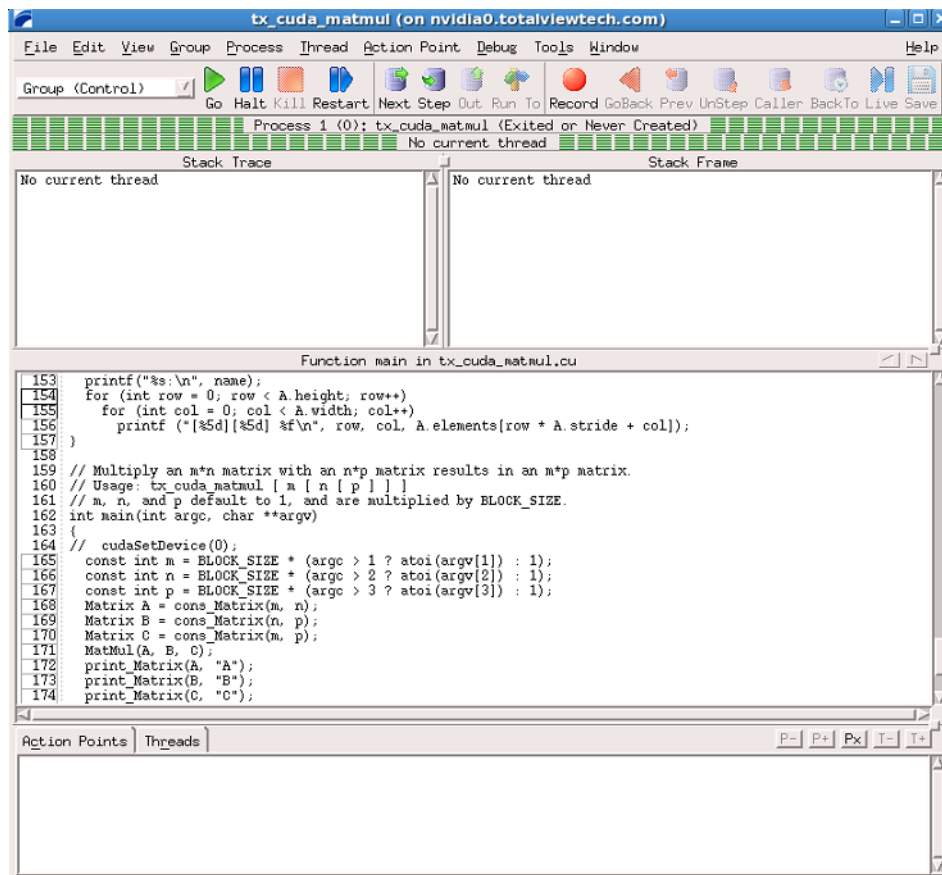 tx_cuda_matmul (on nvidia0.totalviewtech.com)
File Edit View Group Process Thread Action Point Debug Tools Window Help
Group (Control)
Go Halt Kill Restart Next Step Out Run To Record GoBack Prev UnStep Caller BackTo Live Save
Process 1 (0): tx_cuda_matmul (Exited or Never Created)
No current thread
Stack Trace Stack Frame
No current thread No current thread
Function main in tx_cuda_matmul.cu
153 printf("%s:\n", name);
154 for (int row = 0; row < A.height; row++)
155 for (int col = 0; col < A.width; col++)
156 printf ("[%5d][%5d] %f\n", row, col, A.elements[row * A.stride + col]);
157 }
158
159 // Multiply an m*n matrix with an n*p matrix results in an m*p matrix.
160 // Usage: tx_cuda_matmul [ m [ n [ p ] ] ]
161 // m, n, and p default to 1, and are multiplied by BLOCK_SIZE.
162 int main(int argc, char **argv)
163 {
164 // cudaSetDevice(0);
165 const int m = BLOCK_SIZE * (argc > 1 ? atoi(argv[1]) : 1);
166 const int n = BLOCK_SIZE * (argc > 2 ? atoi(argv[2]) : 1);
167 const int p = BLOCK_SIZE * (argc > 3 ? atoi(argv[3]) : 1);
168 Matrix A = cons_Matrix(m, n);
169 Matrix B = cons_Matrix(n, p);
170 Matrix C = cons_Matrix(m, p);
171 MatMul(A, B, C);
172 print_Matrix(A, "A");
173 print_Matrix(B, "B");
174 print_Matrix(C, "C");
Action Points Threads P- P+ Px T- T+